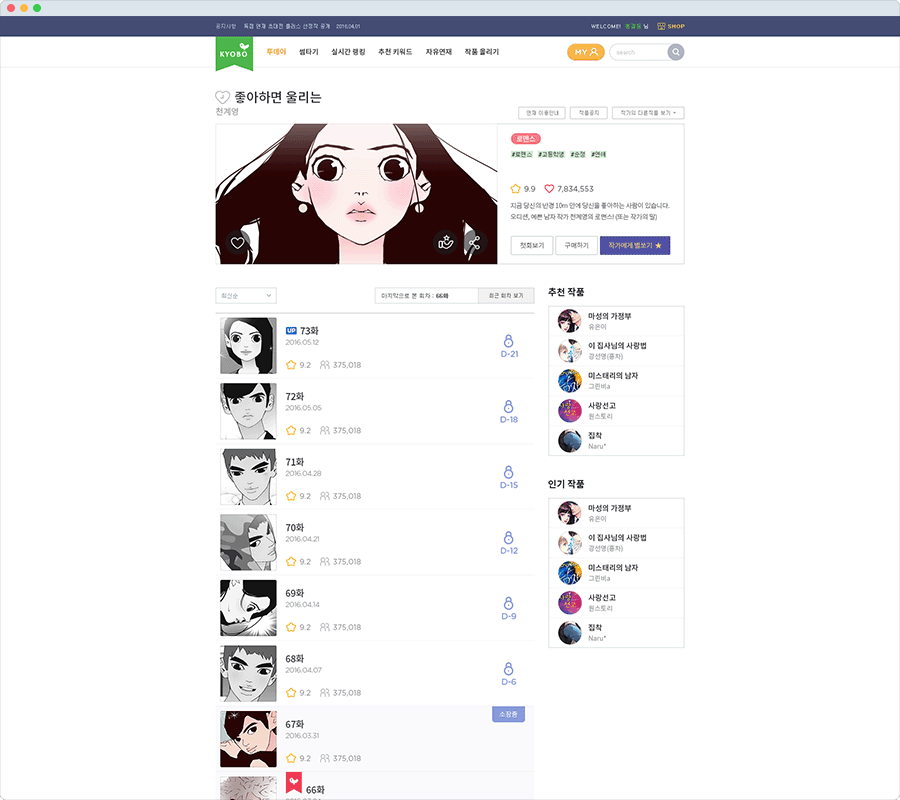 공지사항 독점 연재 초대전 플러스 선정작 공개 2016.04.01
WELCOME! 님 SHOP
KYOBO
투데이 썸타기 실시간 랭킹 추천 키워드 자유연재 작품 올리기
MY search
좋아하면 울리는
천계영
연재 이용안내 작품공지 작가의 다른작품 보기
로맨스
#로맨스 #고등학생 #순정 #연애
9.9 7,834,553
지금 당신의 반경 10m 안에 당신을 좋아하는 사람이 있습니다.
오디션, 예쁜 남자 작가 천계영의 로맨스! (또는 작가의 말)
첫회보기 구매하기 작가에게 별쏘기 ★
최신순 마지막으로 본 회차 : 66화 최근 회차 보기
UP 73화
2016.05.12
9.2 375,018
D-21
72화
2016.05.05
9.2 375,018
D-18
71화
2016.04.28
9.2 375,018
D-15
70화
2016.04.21
9.2 375,018
D-12
69화
2016.04.14
9.2 375,018
D-9
68화
2016.04.07
9.2 375,018
D-6
67화
2016.03.31
9.2 375,018
소장중
66화
추천 작품
마성의 가정부
유은이
이 집사님의 사랑법
강선영(홍차)
미스태리의 남자
그린비a
사랑선고
원스토리
집착
Naru*
인기 작품
마성의 가정부
유은이
이 집사님의 사랑법
강선영(홍차)
미스태리의 남자
그린비a
사랑선고
원스토리
집착
Naru*